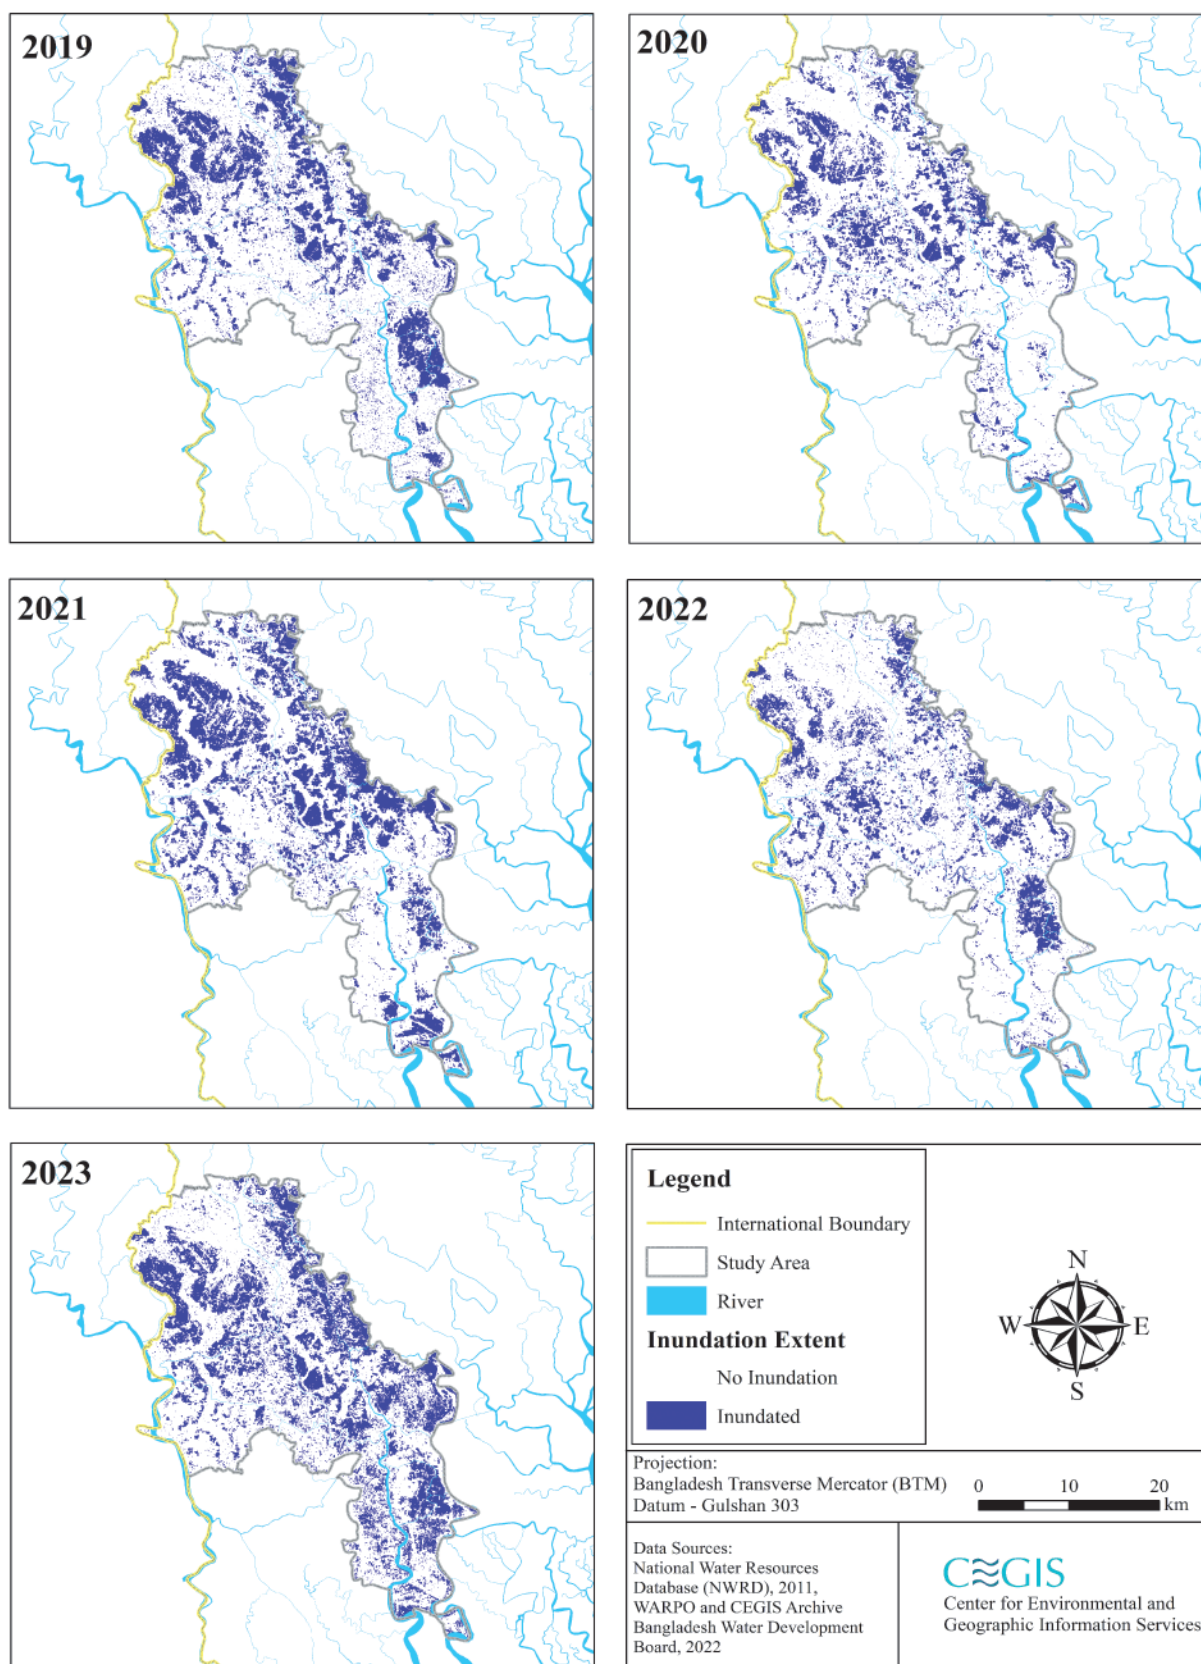 2019
2020
2021
2022
2023
Legend
International Boundary
Study Area
River
Inundation Extent
No Inundation
Inundated
N
W
E
S
Projection:
Bangladesh Transverse Mercator (BTM)
Datum - Gulshan 303
0 10 20
km
Data Sources:
National Water Resources
Database (NWRD), 2011,
WARPO and CEGIS Archive
Bangladesh Water Development
Board, 2022
CEGIS
Center for Environmental and
Geographic Information Services